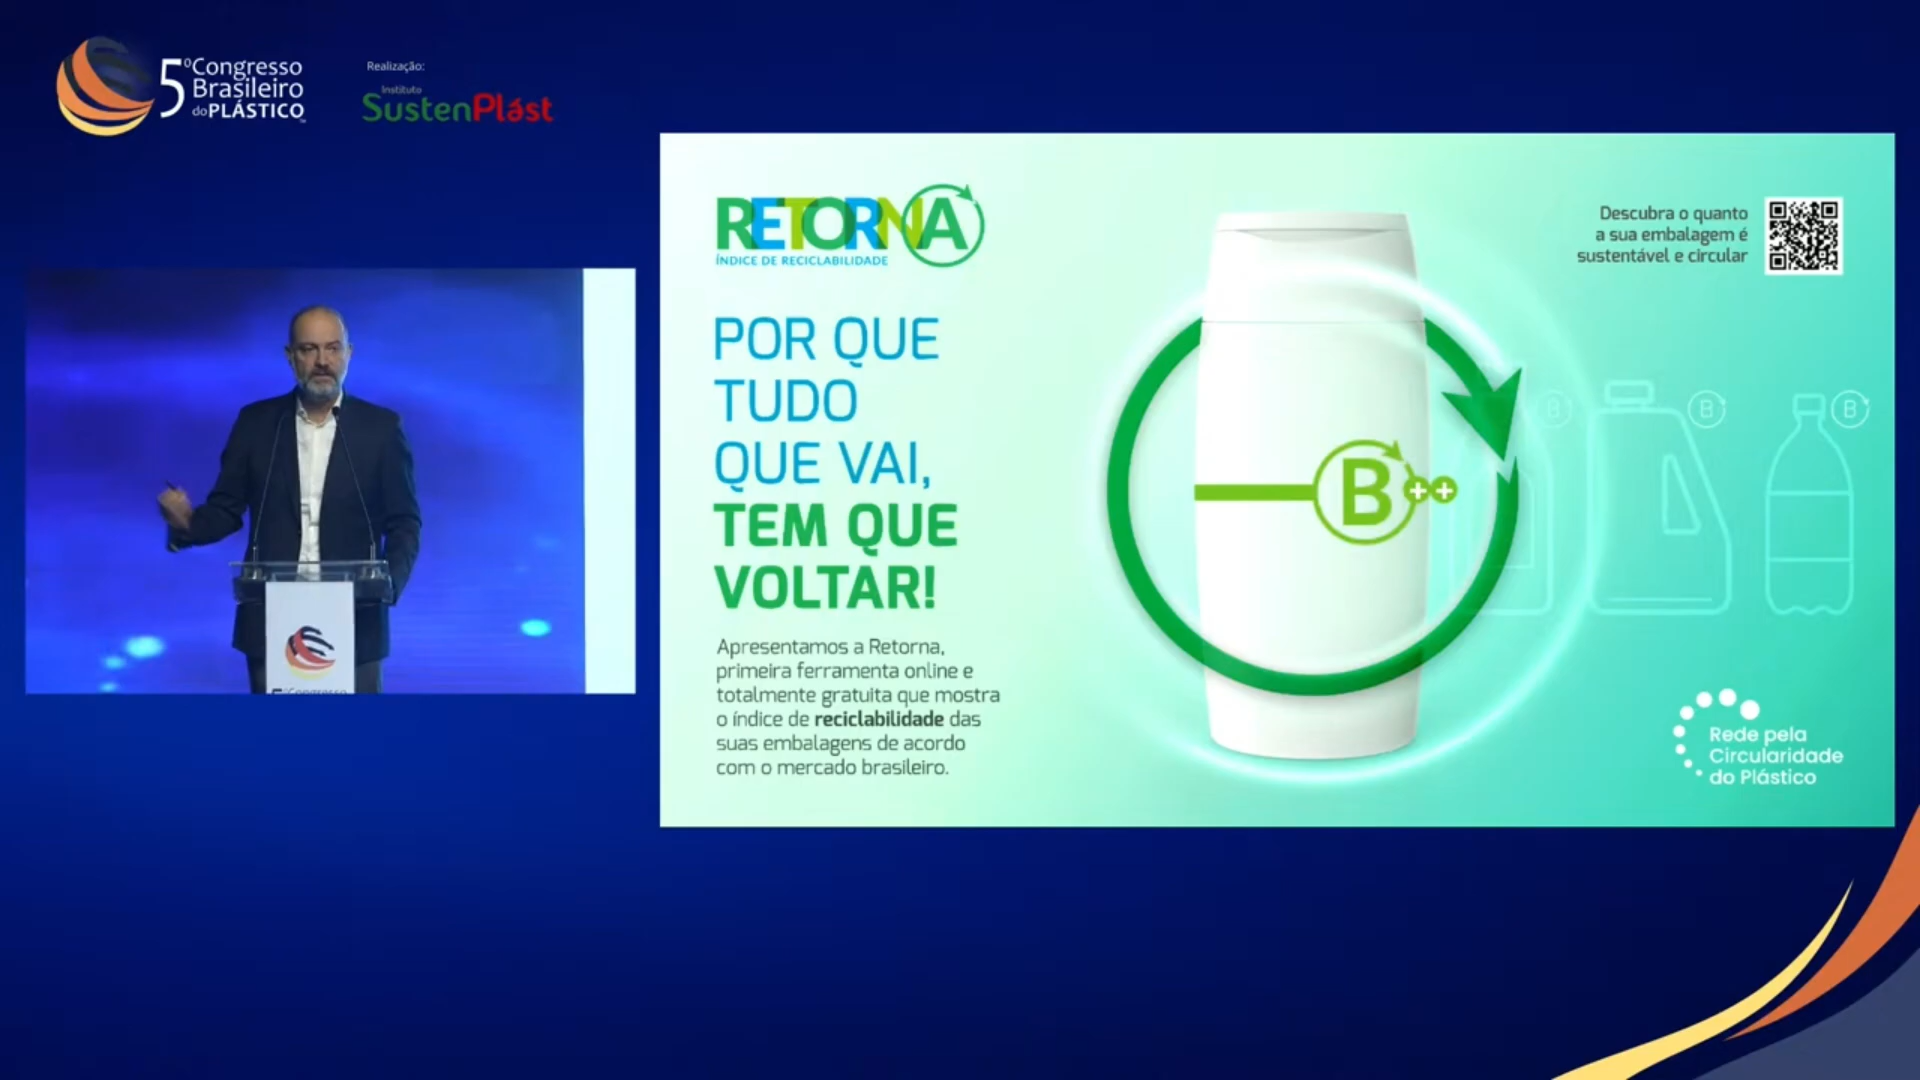 5º Congresso
Brasileiro
do PLÁSTICO
Realização:
Instituto
SustenPlást
RETORNA
ÍNDICE DE RECICLABILIDADE
POR QUE
TUDO
QUE VAI,
TEM QUE
VOLTAR!
Apresentamos a Retorna,
primeira ferramenta online e
totalmente gratuita que mostra
o índice de reciclabilidade das
suas embalagens de acordo
com o mercado brasileiro.
Descubra o quanto
a sua embalagem é
sustentável e circular
B++
B
B
B
Rede pela
Circularidade
do Plástico
5º Congresso